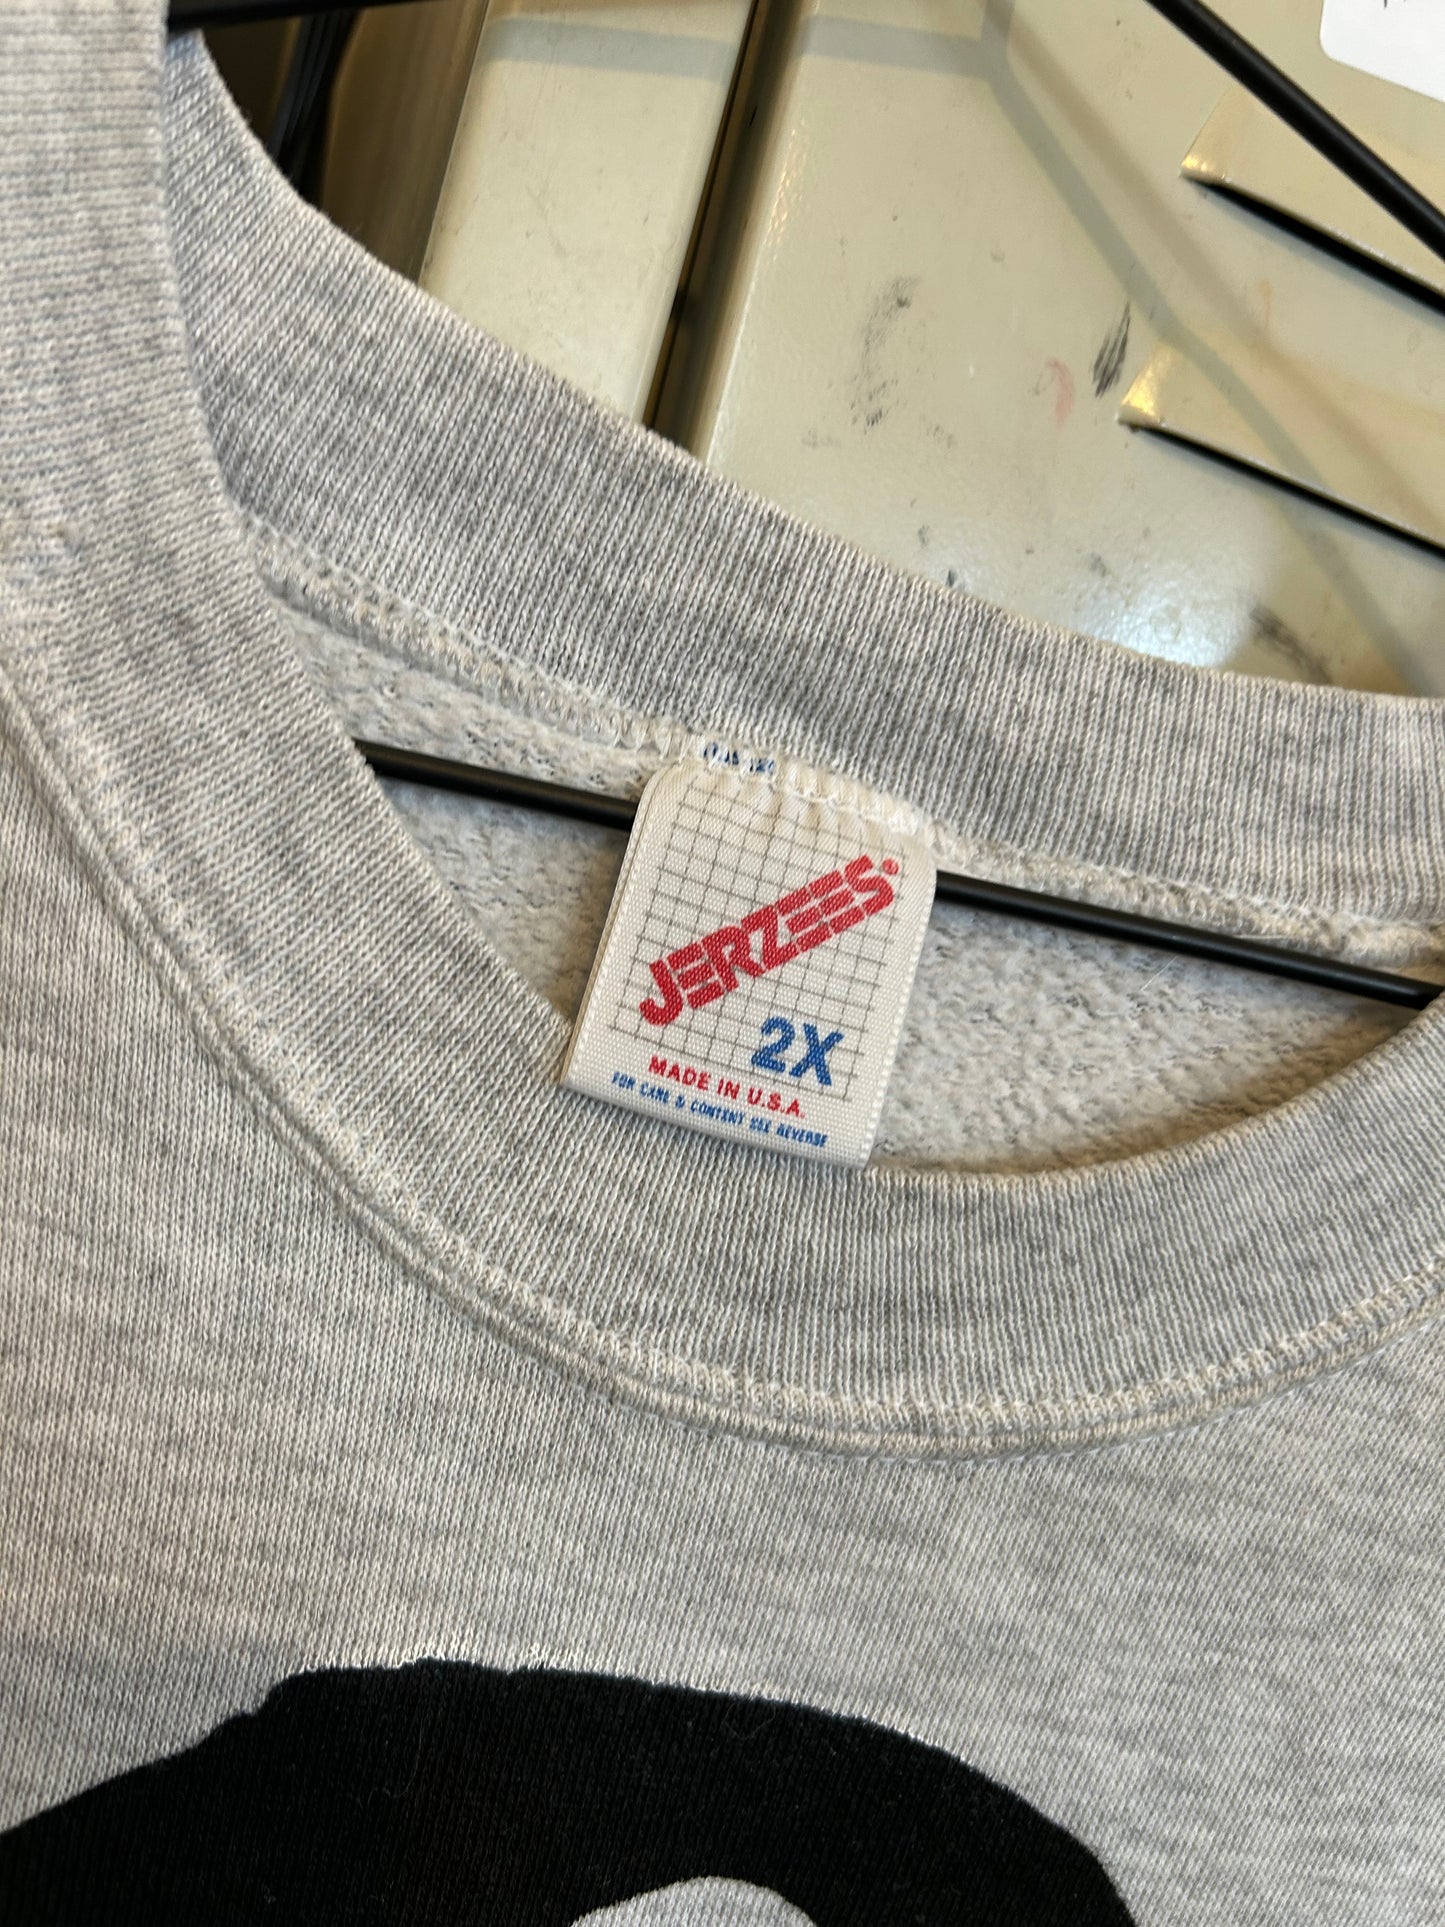 JERZEES®
2X
MADE IN U.S.A.
FOR CARE & CONTENT SEE REVERSE